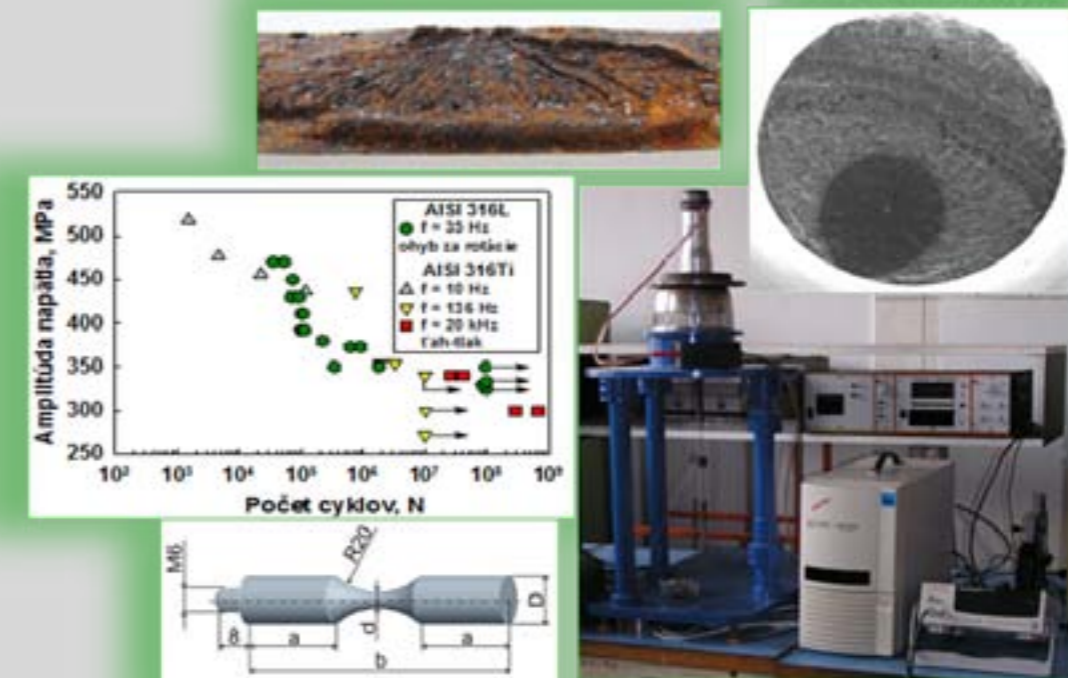 Amplitúda napätia, MPa
550
500
450
400
350
300
250
AISI 316L
f = 35 Hz
ohyb za rotácie
AISI 316Ti
f = 10 Hz
f = 136 Hz
f = 20 kHz
ťah-tlak
10² 10³ 10⁴ 10⁵ 10⁶ 10⁷ 10⁸ 10⁹
Počet cyklov, N
M6
R20
D
d
8
a
a
b